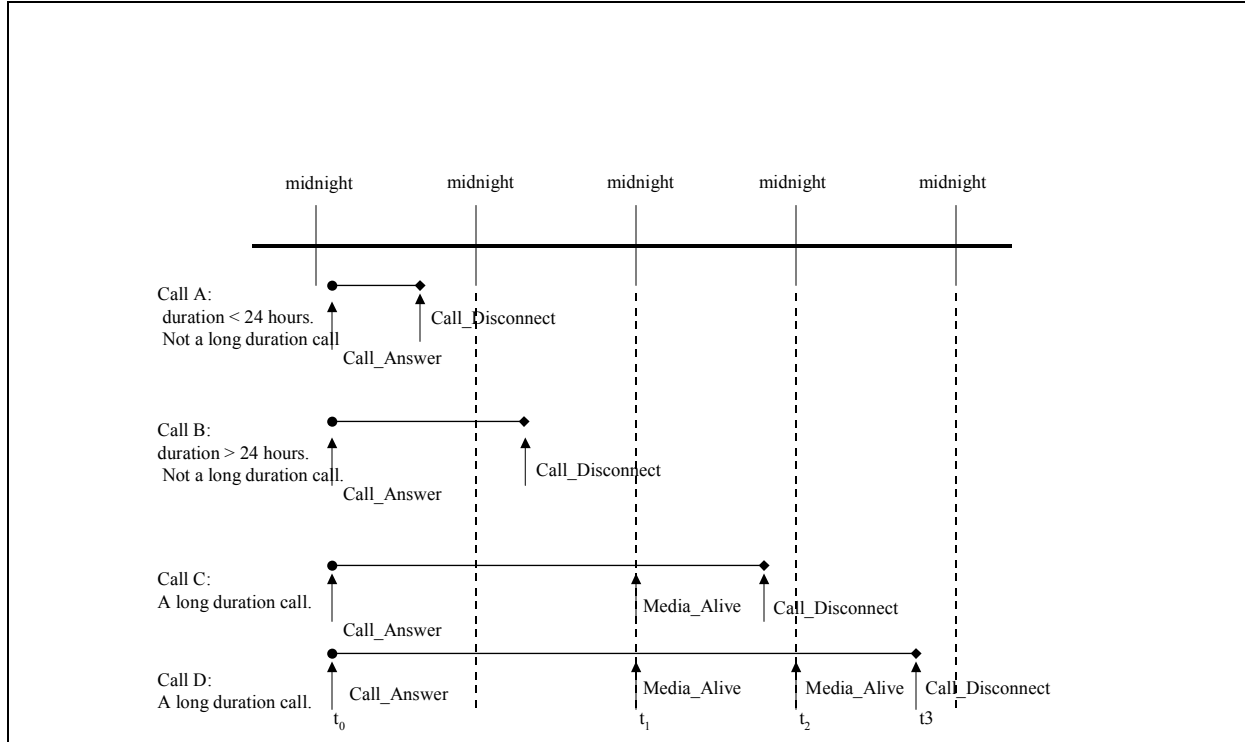 midnight midnight midnight midnight midnight
Call A:
duration < 24 hours.
Not a long duration call
Call_Disconnect
Call_Answer
Call B:
duration > 24 hours.
Not a long duration call.
Call_Disconnect
Call_Answer
Call C:
A long duration call.
Media_Alive
Call_Disconnect
Call_Answer
Call D:
A long duration call.
Call_Answer
Media_Alive
Media_Alive
Call_Disconnect
t0 t1 t2 t3